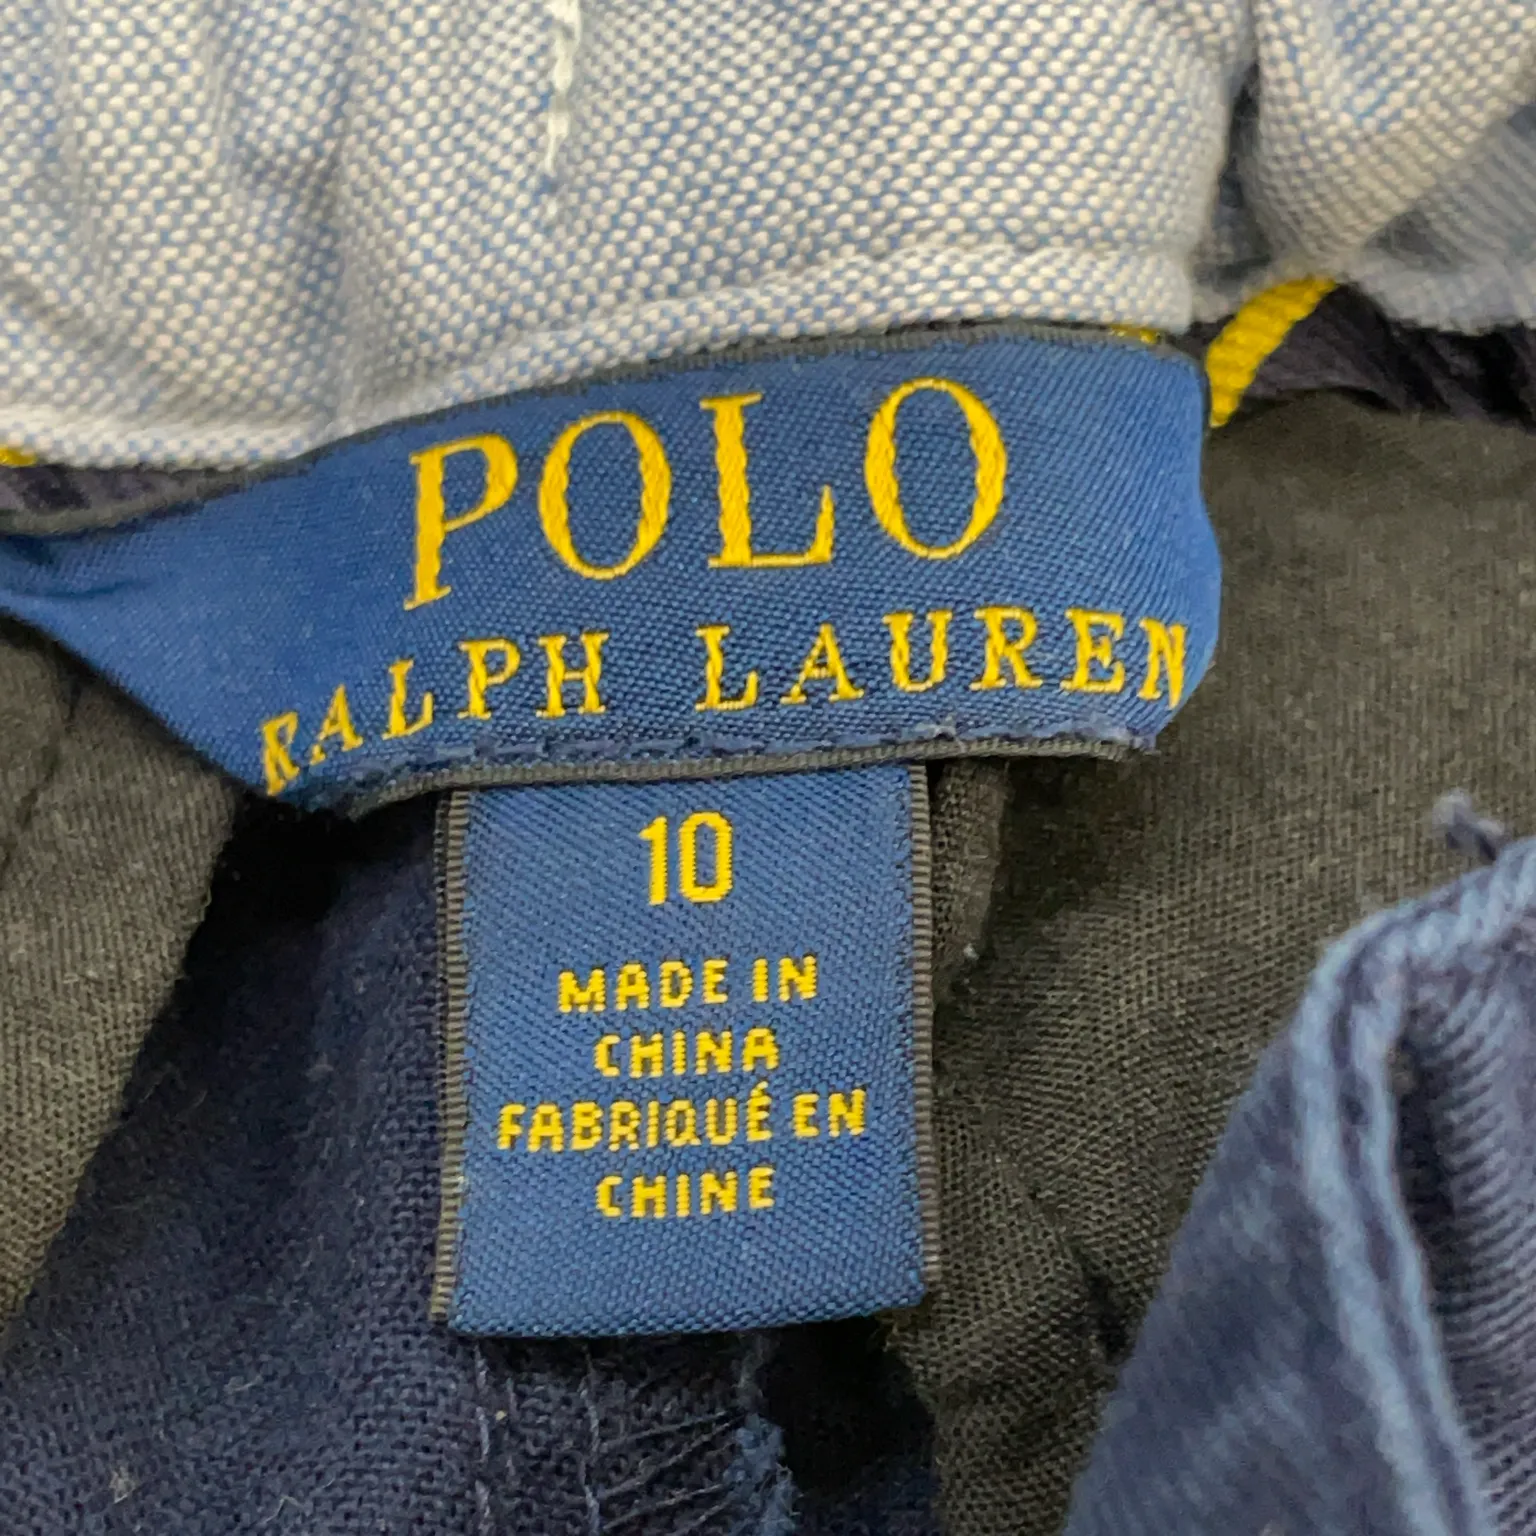 POLO
RALPH LAUREN
10
MADE IN
CHINA
FABRIQUÉ EN
CHINE